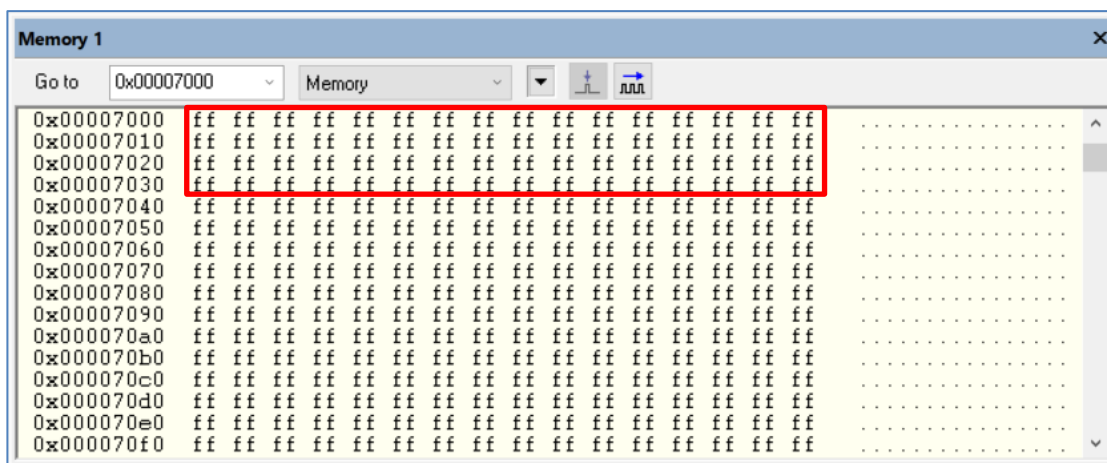 Memory 1
Go to 0x00007000 Memory
0x00007000 ff ff ff ff ff ff ff ff ff ff ff ff ff ff ff ff ................
0x00007010 ff ff ff ff ff ff ff ff ff ff ff ff ff ff ff ff ................
0x00007020 ff ff ff ff ff ff ff ff ff ff ff ff ff ff ff ff ................
0x00007030 ff ff ff ff ff ff ff ff ff ff ff ff ff ff ff ff ................
0x00007040 ff ff ff ff ff ff ff ff ff ff ff ff ff ff ff ff ................
0x00007050 ff ff ff ff ff ff ff ff ff ff ff ff ff ff ff ff ................
0x00007060 ff ff ff ff ff ff ff ff ff ff ff ff ff ff ff ff ................
0x00007070 ff ff ff ff ff ff ff ff ff ff ff ff ff ff ff ff ................
0x00007080 ff ff ff ff ff ff ff ff ff ff ff ff ff ff ff ff ................
0x00007090 ff ff ff ff ff ff ff ff ff ff ff ff ff ff ff ff ................
0x000070a0 ff ff ff ff ff ff ff ff ff ff ff ff ff ff ff ff ................
0x000070b0 ff ff ff ff ff ff ff ff ff ff ff ff ff ff ff ff ................
0x000070c0 ff ff ff ff ff ff ff ff ff ff ff ff ff ff ff ff ................
0x000070d0 ff ff ff ff ff ff ff ff ff ff ff ff ff ff ff ff ................
0x000070e0 ff ff ff ff ff ff ff ff ff ff ff ff ff ff ff ff ................
0x000070f0 ff ff ff ff ff ff ff ff ff ff ff ff ff ff ff ff ................